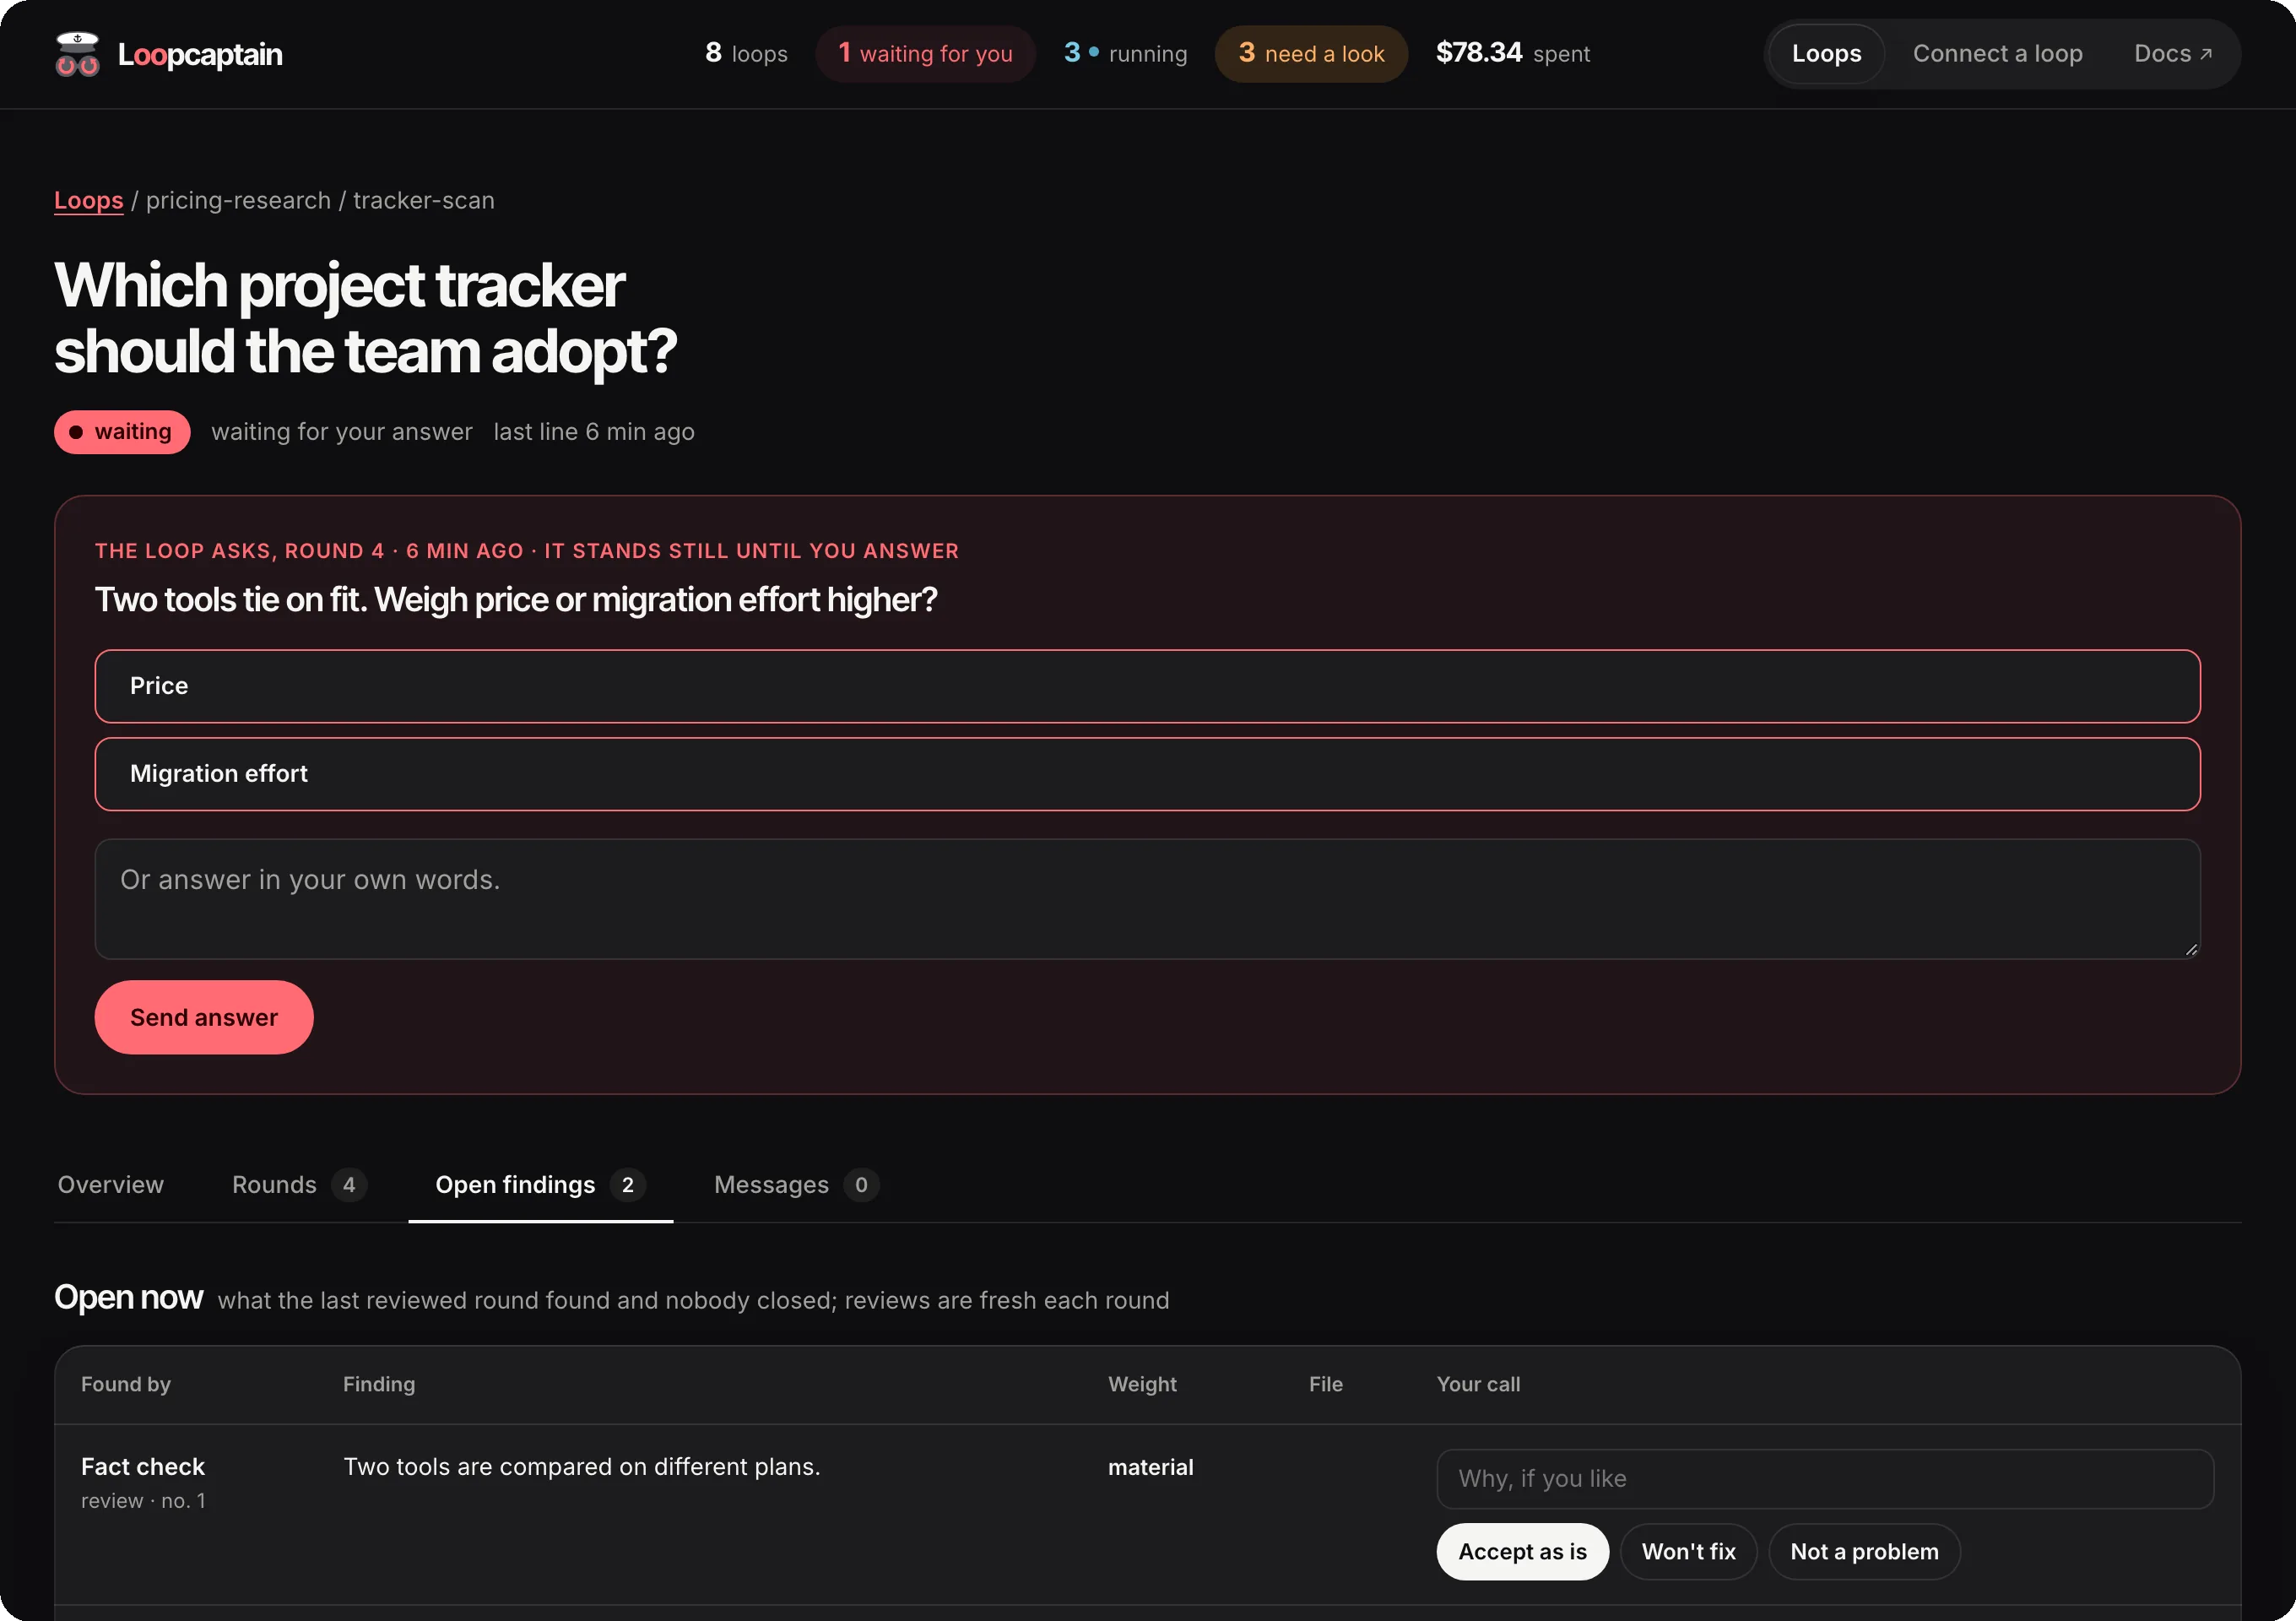 Loopcaptain
8 loops 1 waiting for you 3 running 3 need a look $78.34 spent
Loops Connect a loop Docs ↗
Loops / pricing-research / tracker-scan
Which project tracker
should the team adopt?
waiting waiting for your answer last line 6 min ago
THE LOOP ASKS, ROUND 4 · 6 MIN AGO · IT STANDS STILL UNTIL YOU ANSWER
Two tools tie on fit. Weigh price or migration effort higher?
Price
Migration effort
Or answer in your own words.
Send answer
Overview Rounds 4 Open findings 2 Messages 0
Open now what the last reviewed round found and nobody closed; reviews are fresh each round
Found by Finding Weight File Your call
Fact check Two tools are compared on different plans. material Why, if you like
review · no. 1
Accept as is Won't fix Not a problem